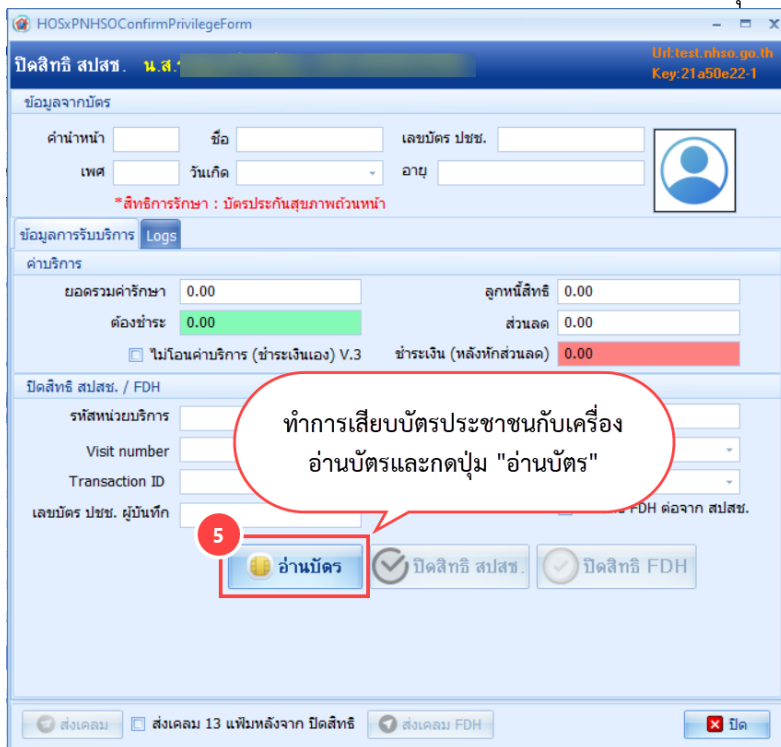 HOSxPNHSOConfirmPrivilegeForm
ปิดสิทธิ สปสช. น.ส.
Url:test.nhso.go.th
Key:21a50e22-1
ข้อมูลจากบัตร
คำนำหน้า ชื่อ เลขบัตร ปชช.
เพศ วันเกิด อายุ
*สิทธิการรักษา : บัตรประกันสุขภาพถ้วนหน้า
ข้อมูลการรับบริการ Logs
ค่าบริการ
ยอดรวมค่ารักษา 0.00 ลูกหนี้สิทธิ 0.00
ต้องชำระ 0.00 ส่วนลด 0.00
ไม่โอนค่าบริการ (ชำระเงินเอง) V.3 ชำระเงิน (หลังหักส่วนลด) 0.00
ปิดสิทธิ สปสช. / FDH
รหัสหน่วยบริการ
Visit number
Transaction ID
เลขบัตร ปชช. ผู้บันทึก
FDH ต่อจาก สปสช.
ทำการเสียบบัตรประชาชนกับเครื่อง
อ่านบัตรและกดปุ่ม "อ่านบัตร"
5
อ่านบัตร ปิดสิทธิ สปสช. ปิดสิทธิ FDH
ส่งเคลม ส่งเคลม 13 แฟ้มหลังจาก ปิดสิทธิ ส่งเคลม FDH ปิด